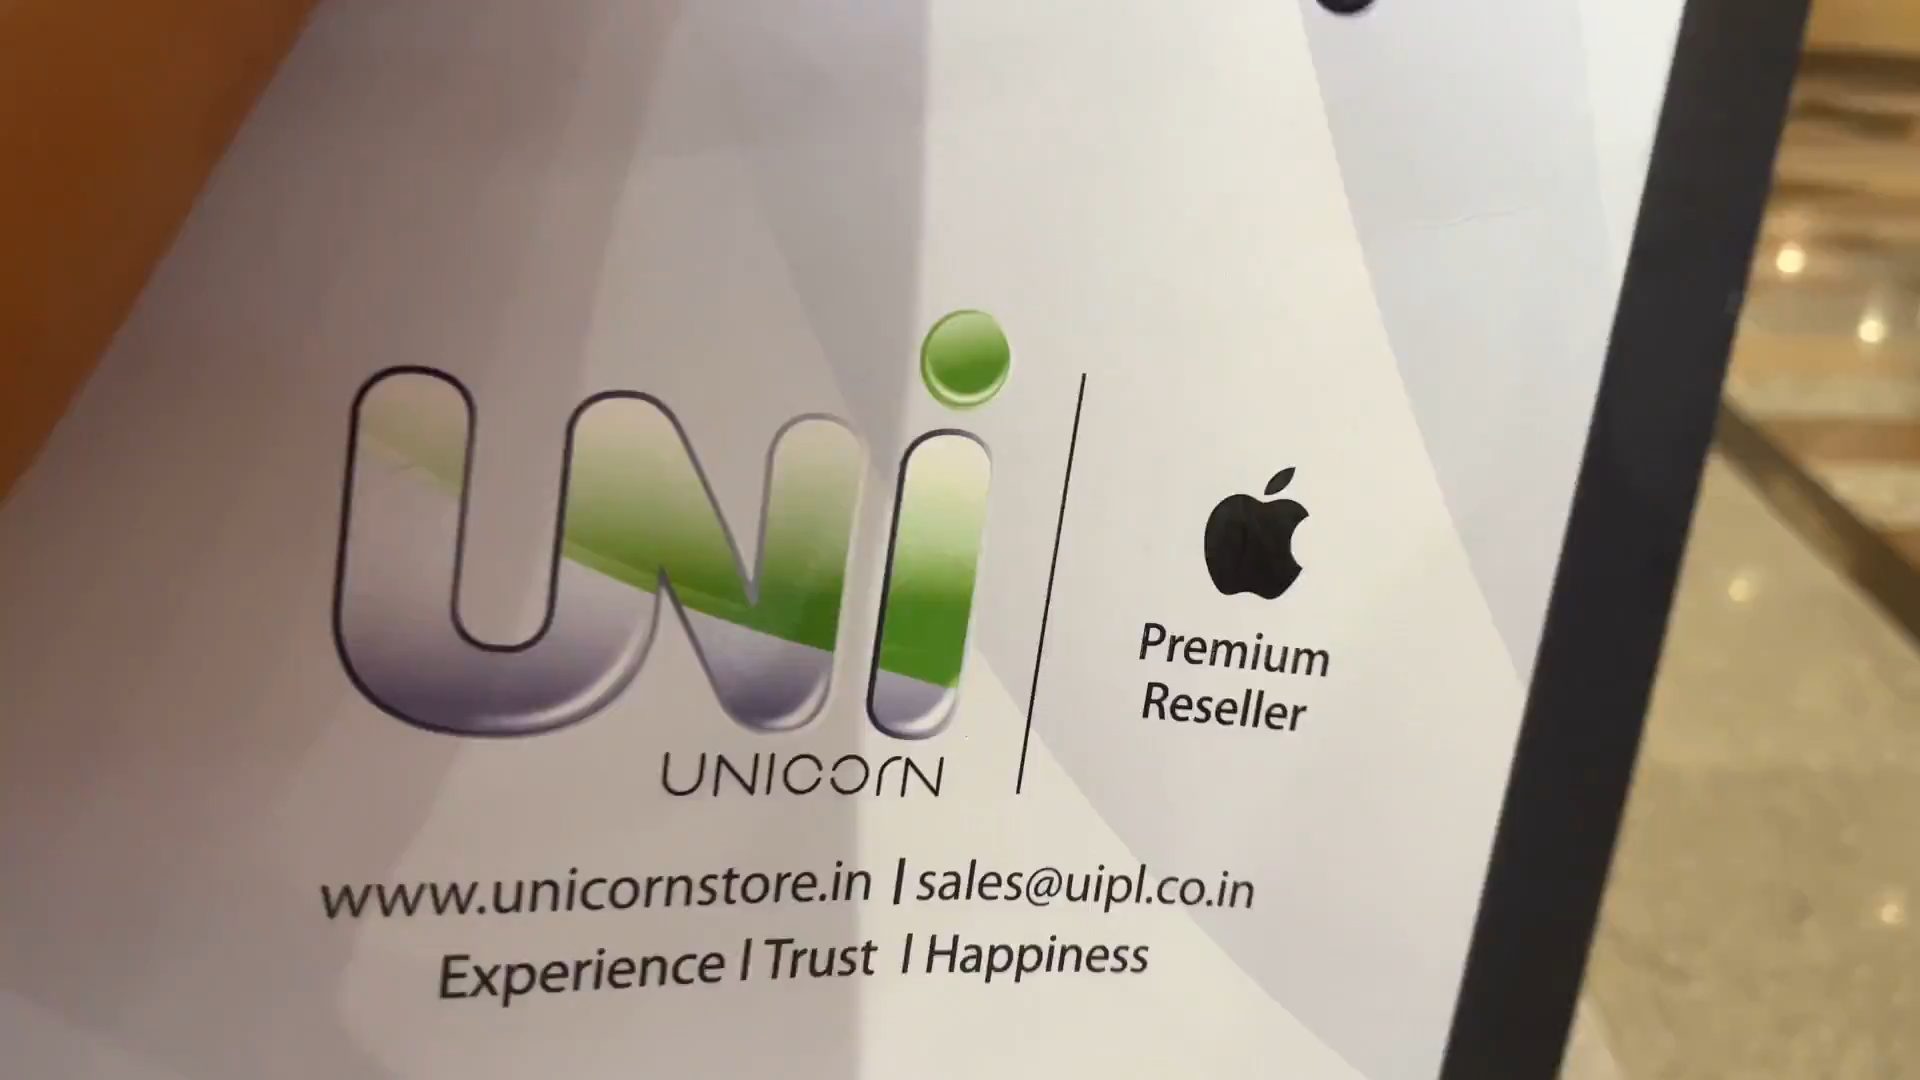 UNi
UNICORN
Premium
Reseller
www.unicornstore.in | sales@uipl.co.in
Experience | Trust | Happiness